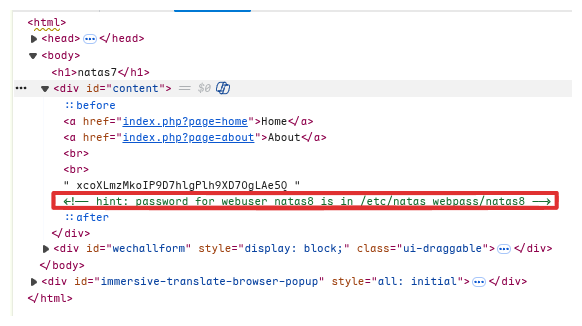 <html>
<head> ••• </head>
<body>
<h1>natas7</h1>
••• <div id="content"> == $0
::before
<a href="index.php?page=home">Home</a>
<a href="index.php?page=about">About</a>
<br>
<br>
" xcoXLmzMkoIP9D7hlgPlh9XD7OgLAe5Q "
<!-- hint: password for webuser natas8 is in /etc/natas_webpass/natas8 -->
::after
</div>
<div id="wechallform" style="display: block;" class="ui-draggable"> ••• </div>
</body>
<div id="immersive-translate-browser-popup" style="all: initial"> ••• </div>
</html>